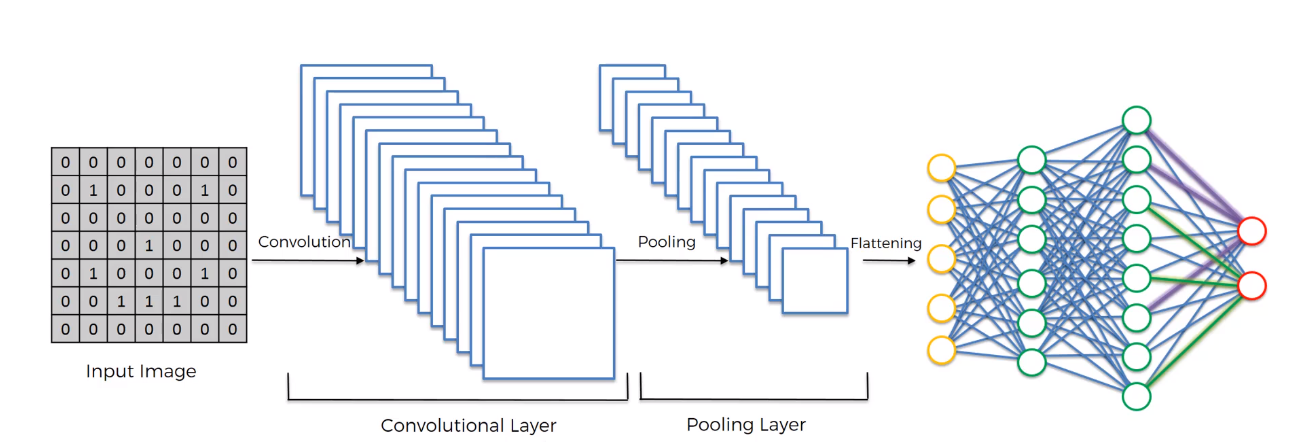 0 0 0 0 0 0 0
0 1 0 0 0 1 0
0 0 0 0 0 0 0
0 0 0 1 0 0 0
0 1 0 0 0 1 0
0 0 1 1 1 0 0
0 0 0 0 0 0 0
Input Image
Convolution
Convolutional Layer
Pooling
Pooling Layer
Flattening